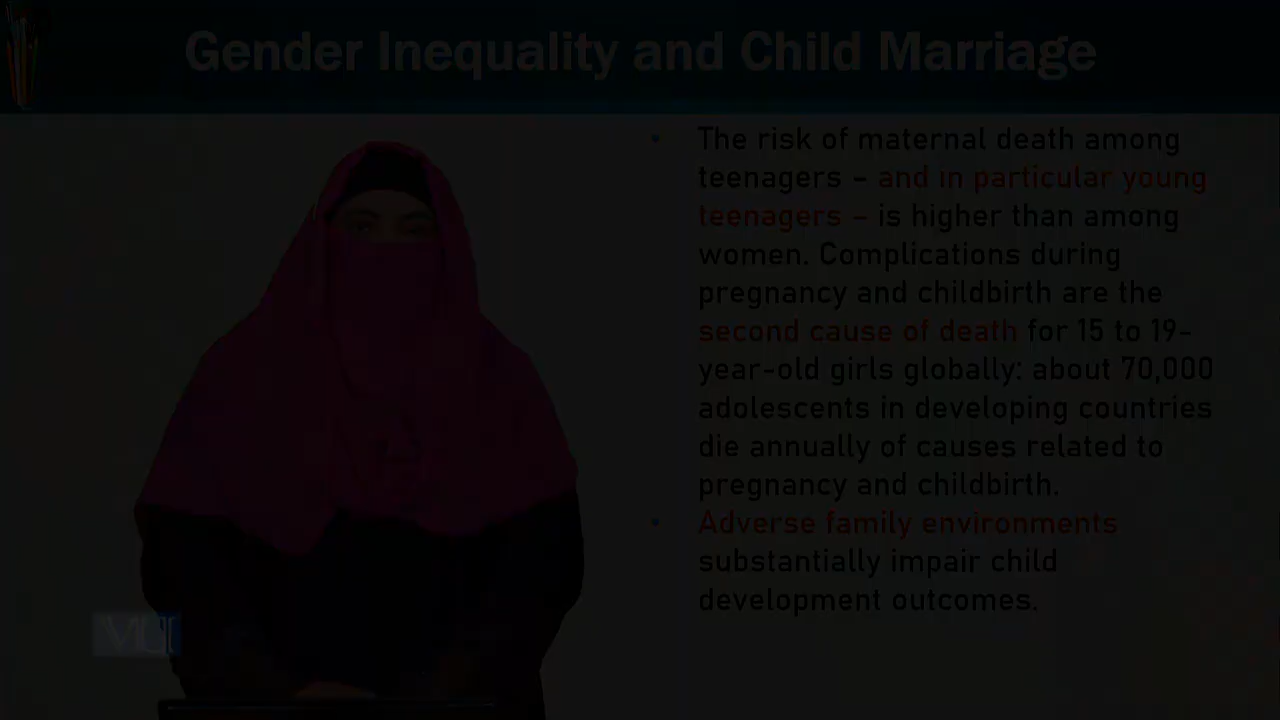 Gender Inequality and Child Marriage
• The risk of maternal death among
teenagers – and in particular young
teenagers – is higher than among
women. Complications during
pregnancy and childbirth are the
second cause of death for 15 to 19-
year-old girls globally: about 70,000
adolescents in developing countries
die annually of causes related to
pregnancy and childbirth.
• Adverse family environments
substantially impair child
development outcomes.
VU